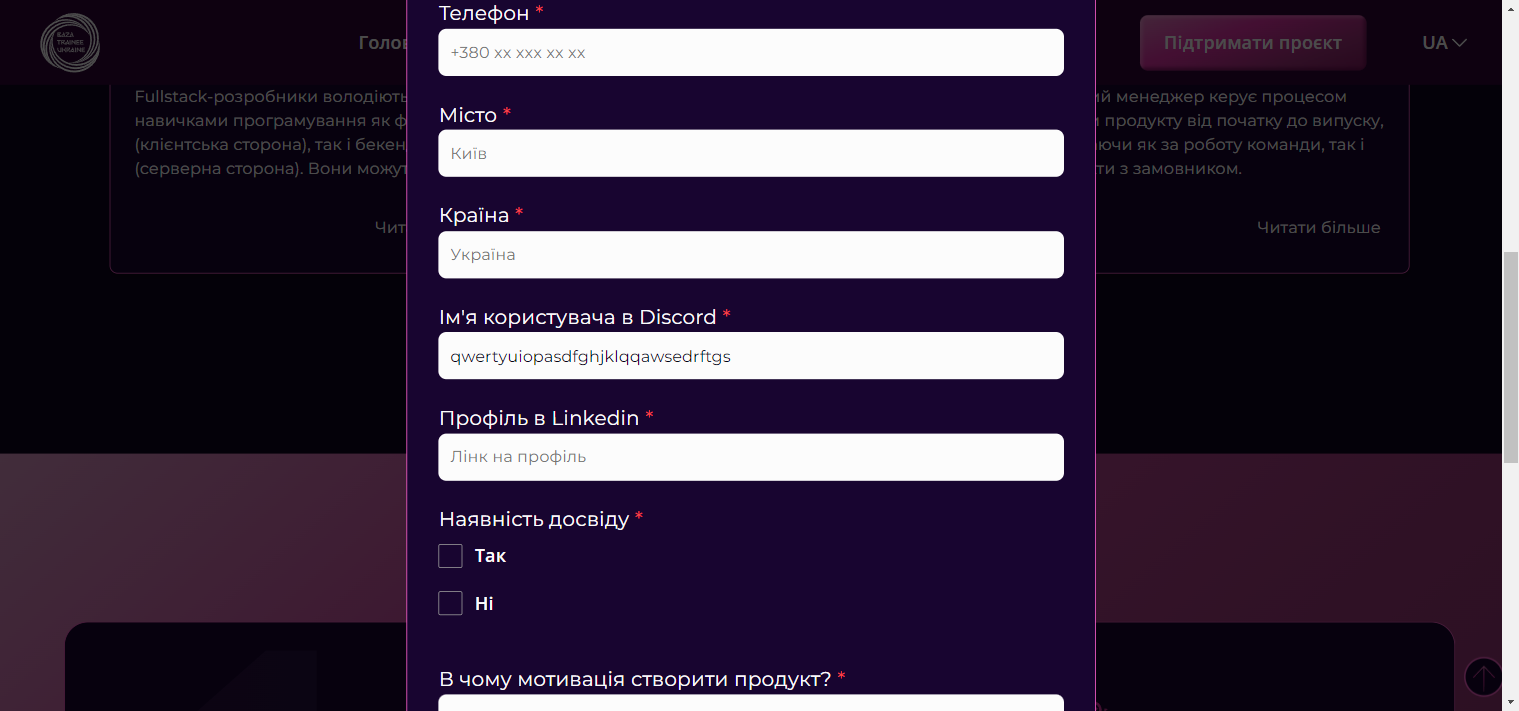 BAZA
TRAINEE
UKRAINE
Голов
Підтримати проєкт
UA
Телефон *
+380 xx xxx xx xx
Місто *
Київ
Країна *
Україна
Ім'я користувача в Discord *
qwertyuiopasdfghjklqqawsedrftgs
Профіль в Linkedin *
Лінк на профіль
Наявність досвіду *
Так
Ні
В чому мотивація створити продукт? *
Fullstack-розробники володіють
навичками програмування як ф
(клієнтська сторона), так і бекен
(серверна сторона). Вони можут
Чит
ий менеджер керує процесом
продукту від початку до випуску,
ючи як за роботу команди, так і
ти з замовником.
Читати більше